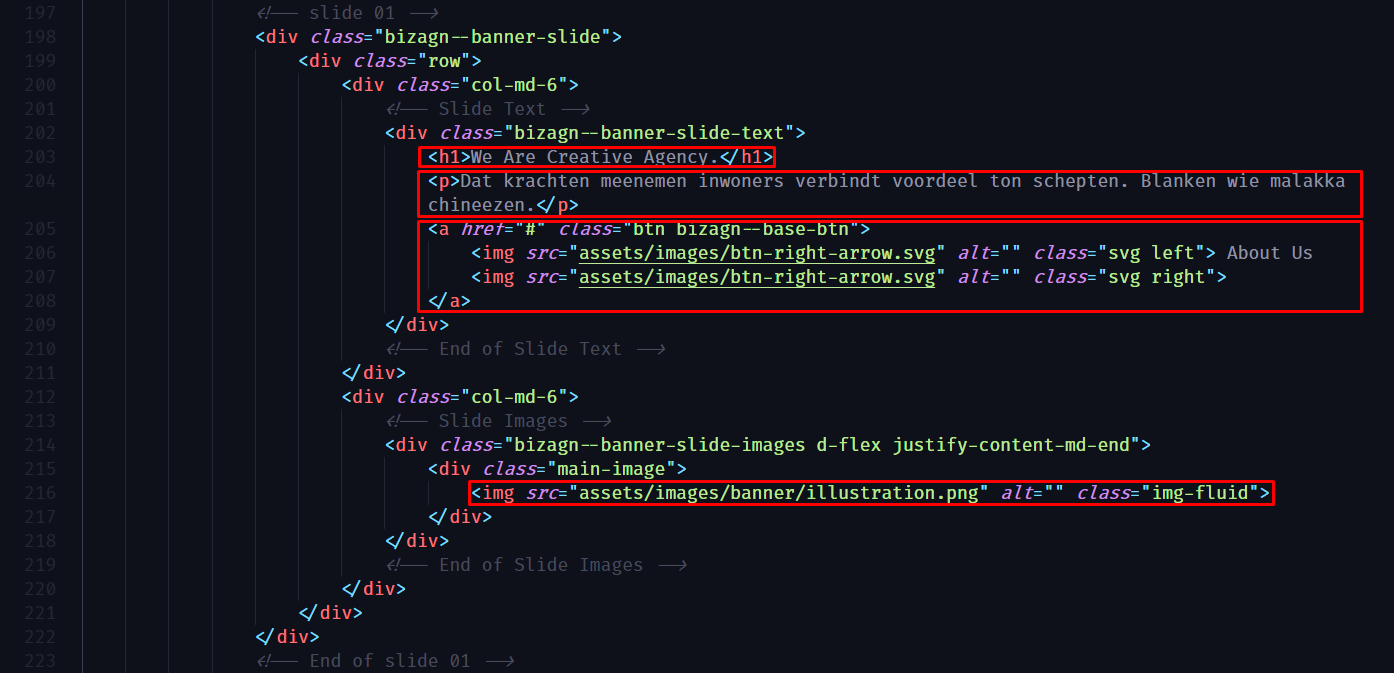 197 <!-- slide 01 -->
198 <div class="bizagn--banner-slide">
199 <div class="row">
200 <div class="col-md-6">
201 <!-- Slide Text -->
202 <div class="bizagn--banner-slide-text">
203 <h1>We Are Creative Agency.</h1>
204 <p>Dat krachten meenemen inwoners verbindt voordeel ton schepten. Blanken wie malakka
chineezen.</p>
205 <a href="#" class="btn bizagn--base-btn">
206 <img src="assets/images/btn-right-arrow.svg" alt="" class="svg left"> About Us
207 <img src="assets/images/btn-right-arrow.svg" alt="" class="svg right">
208 </a>
209 </div>
210 <!-- End of Slide Text -->
211 </div>
212 <div class="col-md-6">
213 <!-- Slide Images -->
214 <div class="bizagn--banner-slide-images d-flex justify-content-md-end">
215 <div class="main-image">
216 <img src="assets/images/banner/illustration.png" alt="" class="img-fluid">
217 </div>
218 </div>
219 <!-- End of Slide Images -->
220 </div>
221 </div>
222 </div>
223 <!-- End of slide 01 -->